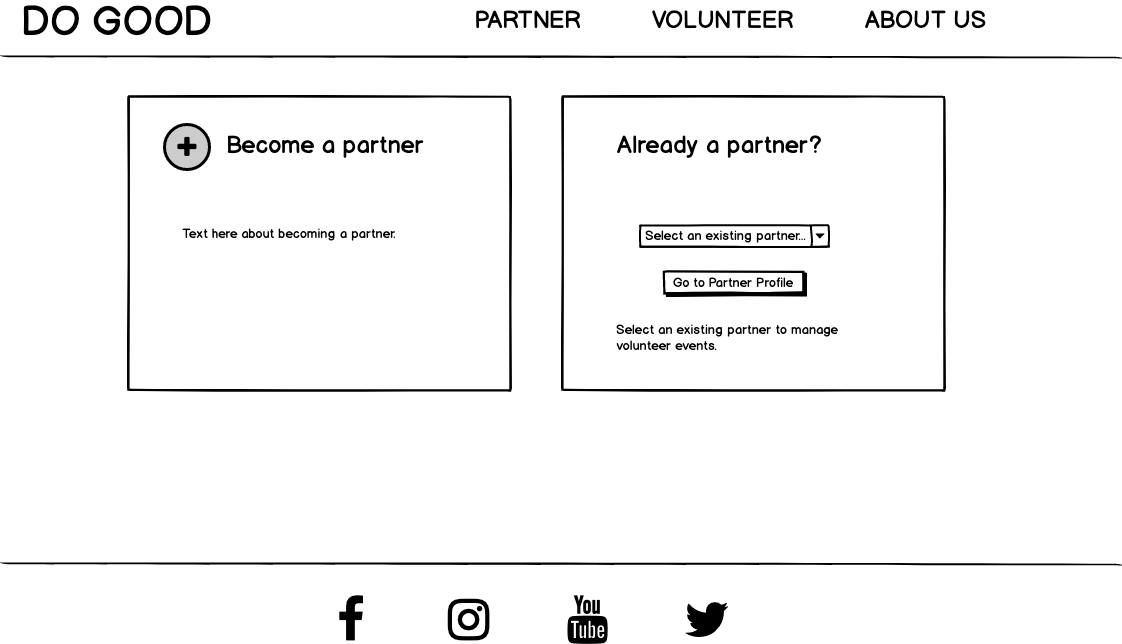 DO GOOD
PARTNER
VOLUNTEER
ABOUT US
Become a partner
Text here about becoming a partner.
Already a partner?
Select an existing partner...
Go to Partner Profile
Select an existing partner to manage
volunteer events.
You
Tube